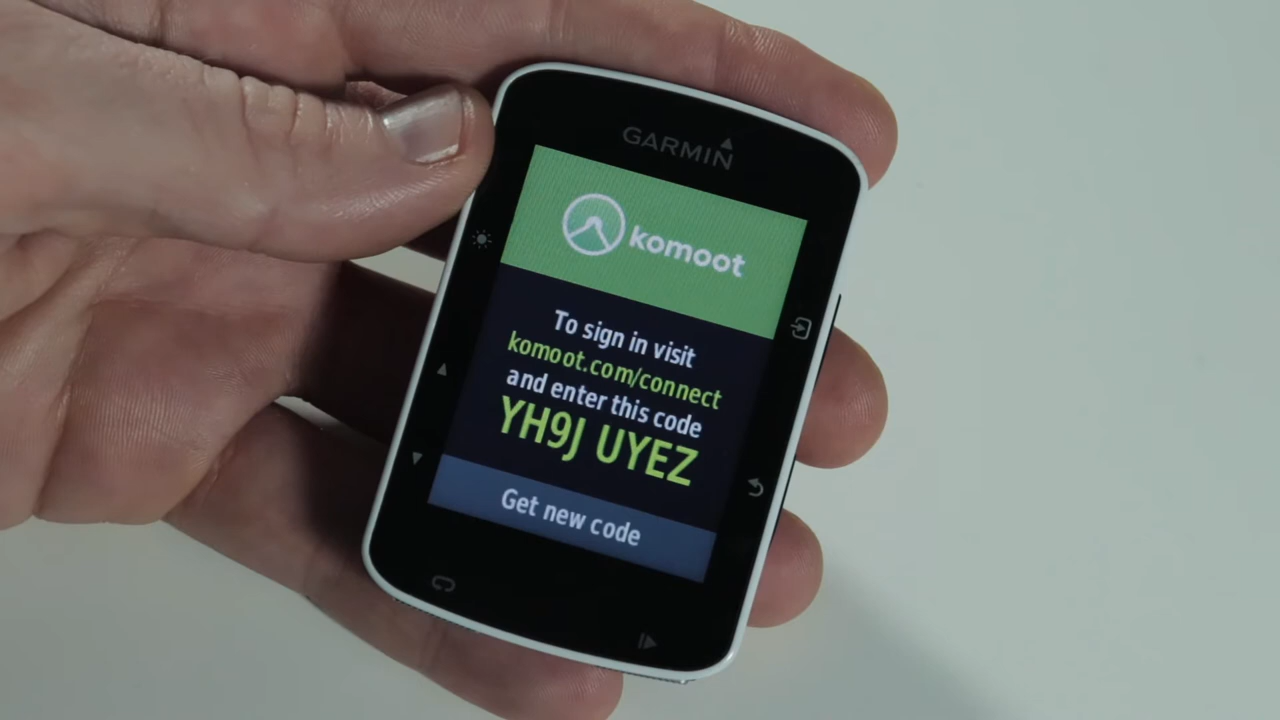 GARMIN
komoot
To sign in visit
komoot.com/connect
and enter this code
YH9J UYEZ
Get new code